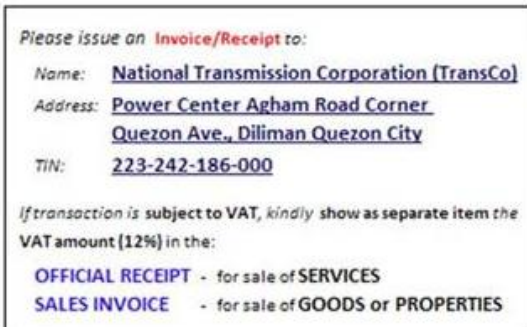 Please issue an Invoice/Receipt to:
Name: National Transmission Corporation (TransCo)
Address: Power Center Agham Road Corner
Quezon Ave., Diliman Quezon City
TIN: 223-242-186-000
If transaction is subject to VAT, kindly show as separate item the
VAT amount (12%) in the:
OFFICIAL RECEIPT - for sale of SERVICES
SALES INVOICE - for sale of GOODS or PROPERTIES